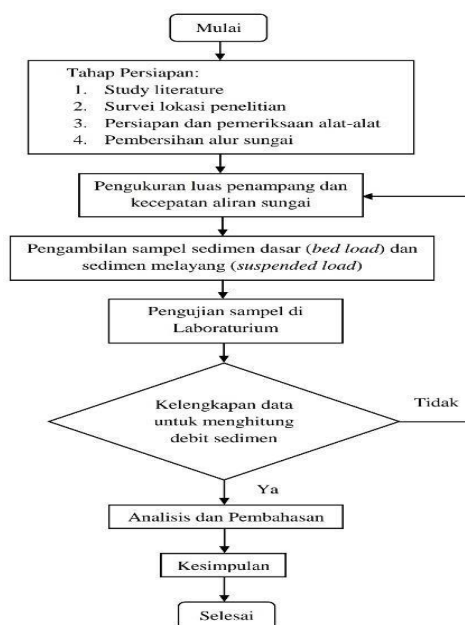 Mulai
Tahap Persiapan:
1. Study literature
2. Survei lokasi penelitian
3. Persiapan dan pemeriksaan alat-alat
4. Pembersihan alur sungai
Pengukuran luas penampang dan
kecepatan aliran sungai
Pengambilan sampel sedimen dasar (bed load) dan
sedimen melayang (suspended load)
Pengujian sampel di
Laboraturium
Kelengkapan data
untuk menghitung
debit sedimen
Tidak
Ya
Analisis dan Pembahasan
Kesimpulan
Selesai